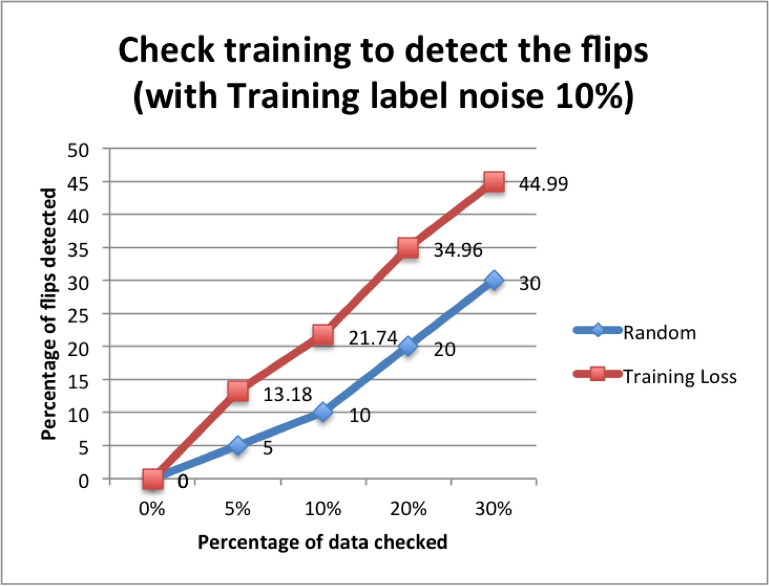 Check training to detect the flips
(with Training label noise 10%)
Percentage of flips detected
50
45
40
35
30
25
20
15
10
5
0
44.99
34.96
21.74
13.18
0
5
10
20
30
0% 5% 10% 20% 30%
Percentage of data checked
Random
Training Loss